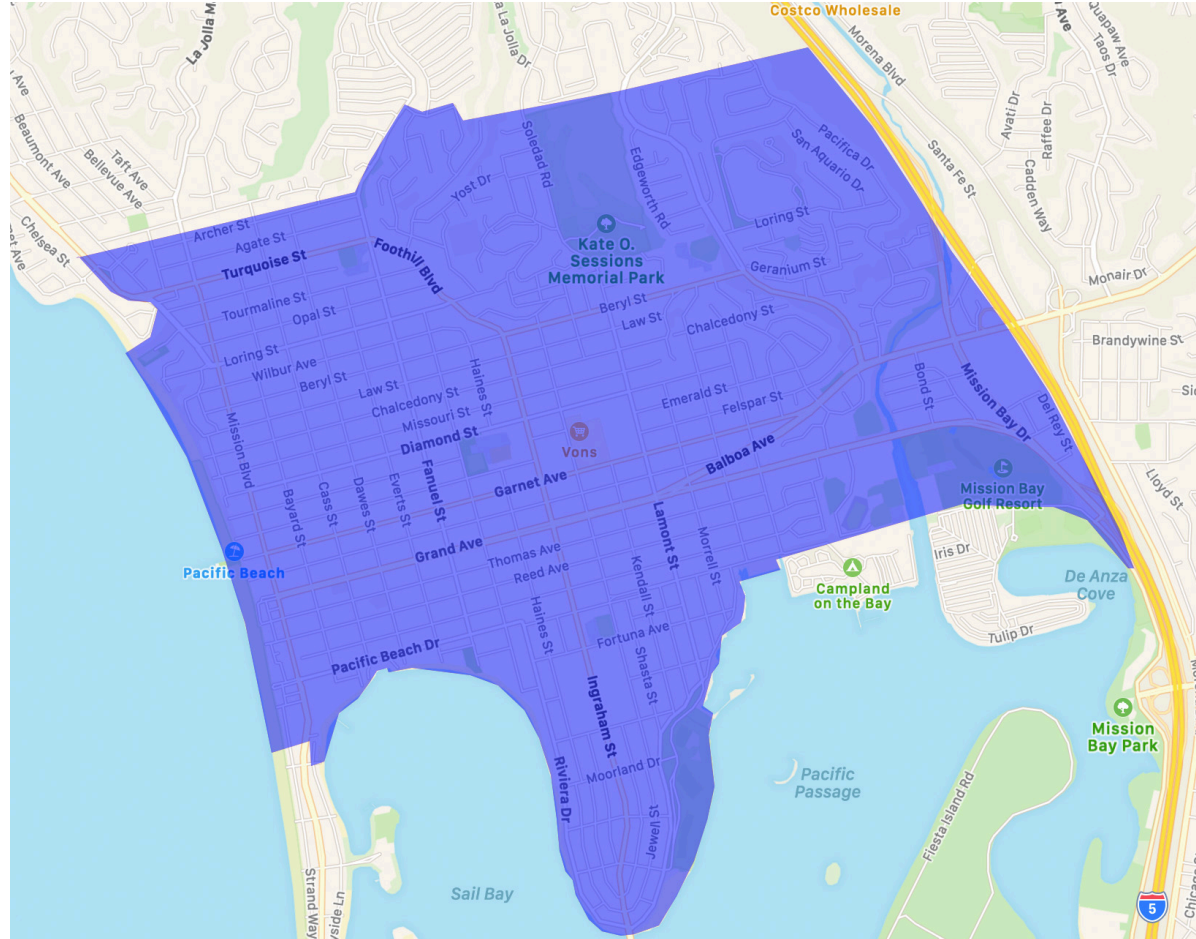 Costco Wholesale
La Jolla M
a La Jolla Dr
Morena Blvd
Quapaw Ave
Taos Dr
Ave
Ave
Beaumont Ave
Taft Ave
Bellevue Ave
Soledad Rd
Avati Dr
Raffee Dr
Pacifica Dr
San Aquario Dr
Santa Fe St
Cappen Way
Edgeworth Rd
Yost Dr
Chelsea St
Archer St
Agate St
Turquoise St
Foothill Blvd
Loring St
Kate O.
Sessions
Memorial Park
Geranium St
Monair Dr
Tourmaline St
Opal St
Beryl St
Law St
Chalcedony St
Brandywine St
Loring St
Wilbur Ave
Beryl St
Law St
Chalcedony St
Missouri St
Diamond St
Haines St
Emerald St
Felspar St
Bond St
Mission Bay Dr
Del Rey St
Mission Blvd
Vons
Garnet Ave
Balboa Ave
Bayard St
Cass St
Dawes St
Everts St
Fanuel St
Mission Bay
Golf Resort
Lloyd St
Grand Ave
Thomas Ave
Reed Ave
Lamont St
Morrell St
Kendall St
Iris Dr
Pacific Beach
Campland
on the Bay
De Anza
Cove
Tulip Dr
Haines St
Fortuna Ave
Shasta St
Pacific Beach Dr
Ingraham St
Mission
Bay Park
Riviera Dr
Moorland Dr
Pacific
Passage
Jewell St
Fiesta Island Rd
Sail Bay
Strand Way
yside Ln
5
Chicago S